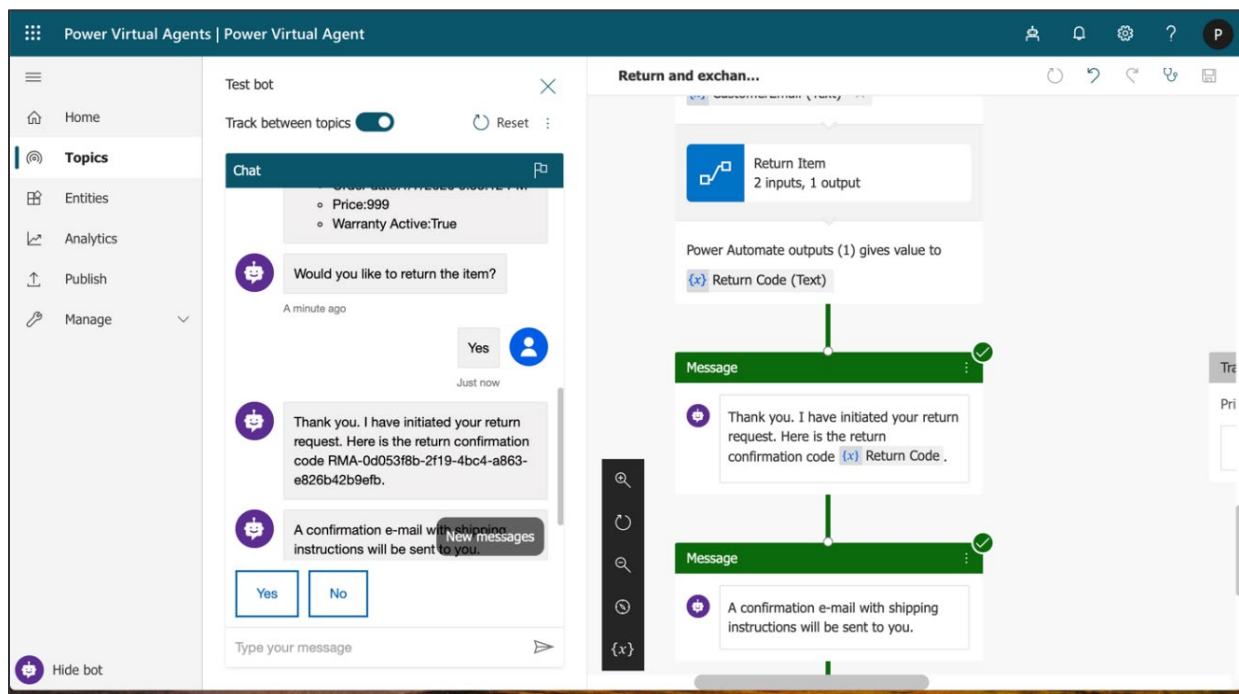 Power Virtual Agents | Power Virtual Agent
P
Home
Topics
Entities
Analytics
Publish
Manage
Hide bot
Test bot
Track between topics
Reset
Chat
Price:999
Warranty Active:True
Would you like to return the item?
A minute ago
Yes
Just now
Thank you. I have initiated your return
request. Here is the return confirmation
code RMA-0d053f8b-2f19-4bc4-a863-
e826b42b9efb.
A confirmation e-mail with shipping
instructions will be sent to you.
New messages
Yes
No
Type your message
Return and exchan...
CustomerEmail (Text)
Return Item
2 inputs, 1 output
Power Automate outputs (1) gives value to
{x} Return Code (Text)
Message
Thank you. I have initiated your return
request. Here is the return
confirmation code {x} Return Code .
Message
A confirmation e-mail with shipping
instructions will be sent to you.
{x}
Tra
Pri